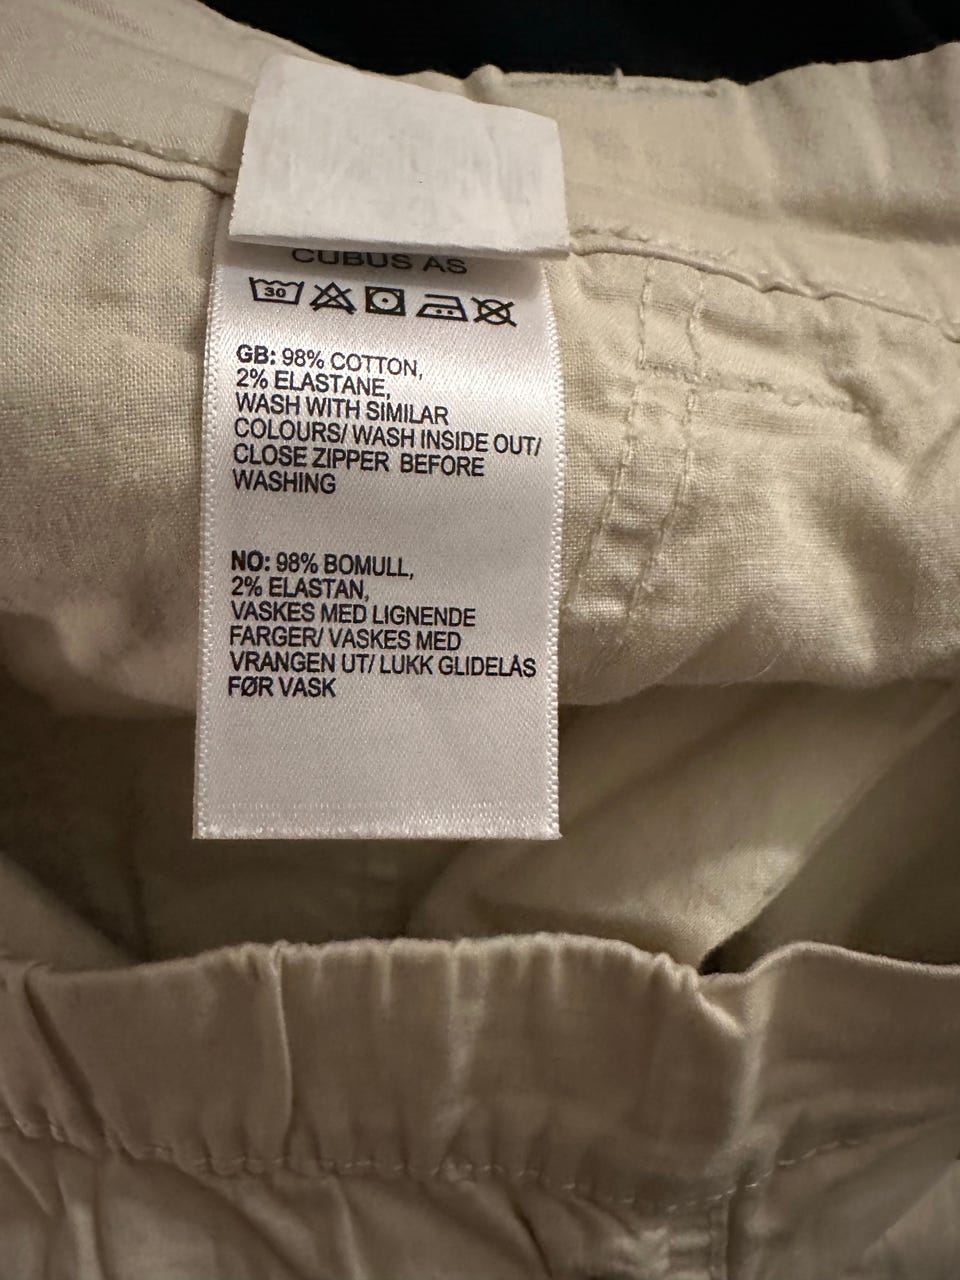 CUBUS AS
30
GB: 98% COTTON,
2% ELASTANE,
WASH WITH SIMILAR
COLOURS/ WASH INSIDE OUT/
CLOSE ZIPPER BEFORE
WASHING
NO: 98% BOMULL,
2% ELASTAN,
VASKES MED LIGNENDE
FARGER/ VASKES MED
VRANGEN UT/ LUKK GLIDELÅS
FØR VASK